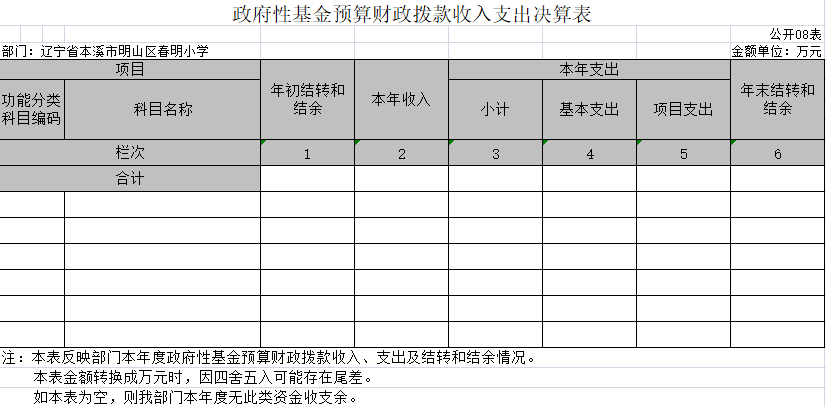 政府性基金预算财政拨款收入支出决算表
公开08表
部门：辽宁省本溪市明山区春明小学
金额单位：万元
项目
年初结转和结余
本年收入
本年支出
年末结转和结余
功能分类科目编码
科目名称
小计
基本支出
项目支出
栏次
1
2
3
4
5
6
合计
注：本表反映部门本年度政府性基金预算财政拨款收入、支出及结转和结余情况。
本表金额转换成万元时，因四舍五入可能存在尾差。
如本表为空，则我部门本年度无此类资金收支余。